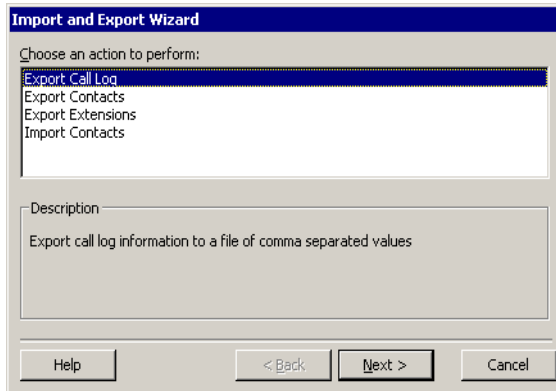 Import and Export Wizard
Choose an action to perform:
Export Call Log
Export Contacts
Export Extensions
Import Contacts
Description
Export call log information to a file of comma separated values
Help
< Back
Next >
Cancel